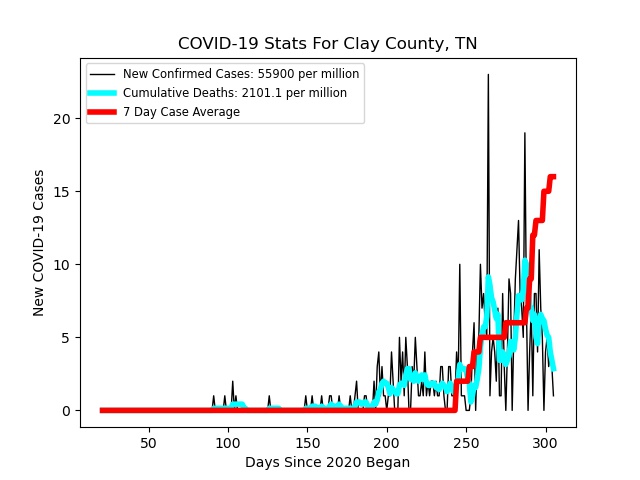 COVID-19 Stats For Clay County, TN
New Confirmed Cases: 55900 per million
Cumulative Deaths: 2101.1 per million
7 Day Case Average
New COVID-19 Cases
20
15
10
5
0
50 100 150 200 250 300
Days Since 2020 Began